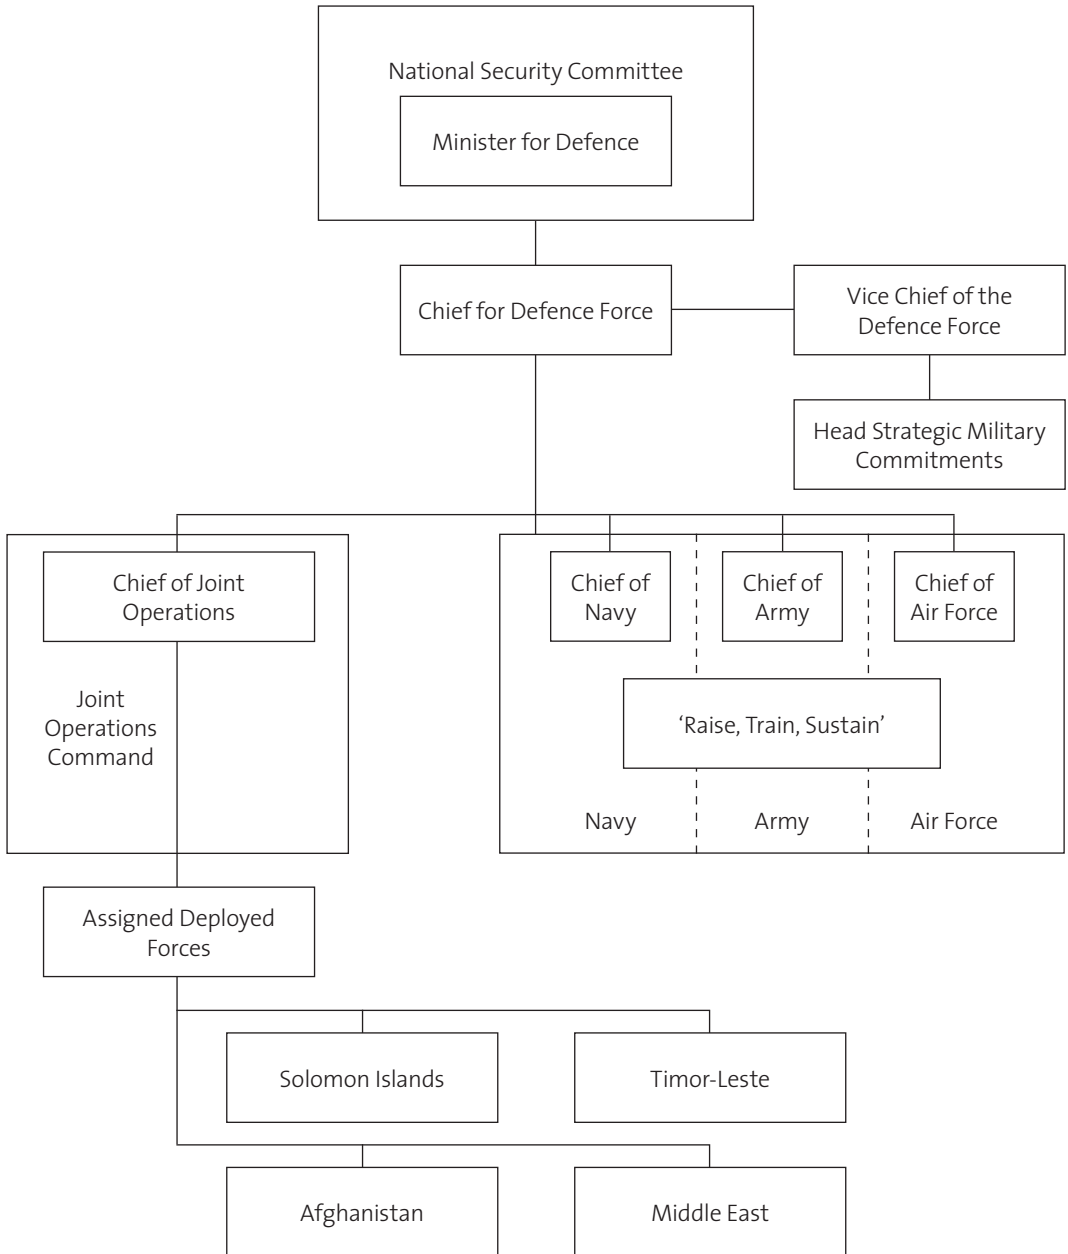 National Security Committee
Minister for Defence
Chief for Defence Force
Vice Chief of the
Defence Force
Head Strategic Military
Commitments
Chief of Joint
Operations
Chief of
Navy
Chief of
Army
Chief of
Air Force
Joint
Operations
Command
‘Raise, Train, Sustain’
Navy
Army
Air Force
Assigned Deployed
Forces
Solomon Islands
Timor-Leste
Afghanistan
Middle East